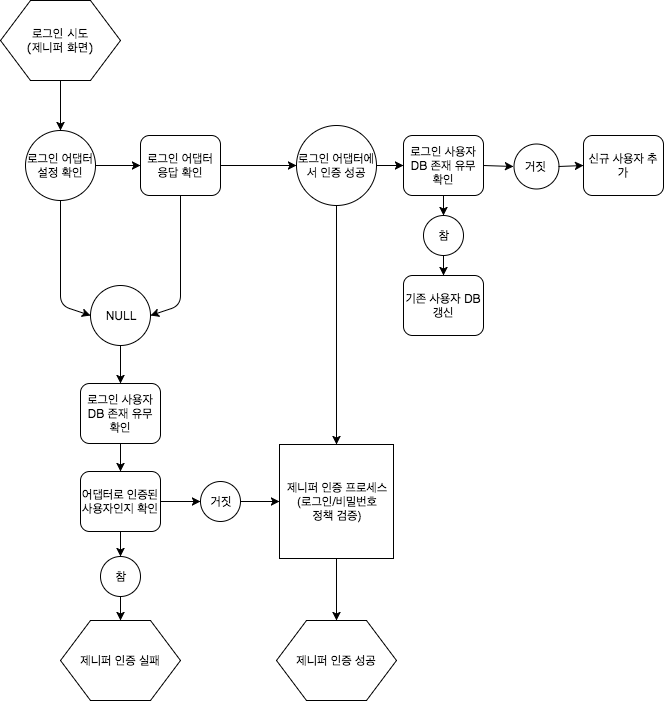 로그인 시도
(제니퍼 화면)
로그인 어댑터
설정 확인
로그인 어댑터
응답 확인
로그인 어댑터에
서 인증 성공
로그인 사용자
DB 존재 유무
확인
거짓
신규 사용자 추
가
참
기존 사용자 DB
갱신
NULL
로그인 사용자
DB 존재 유무
확인
어댑터로 인증된
사용자인지 확인
거짓
제니퍼 인증 프로세스
(로그인/비밀번호
정책 검증)
참
제니퍼 인증 실패
제니퍼 인증 성공